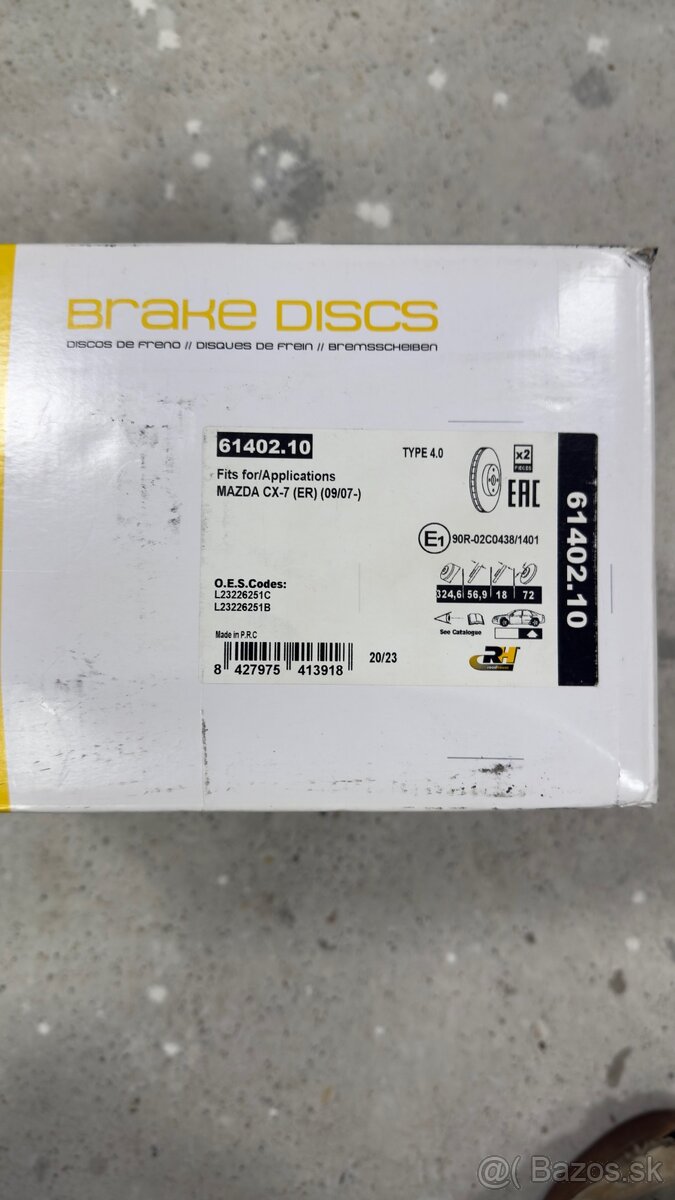 Brake Discs
Discos de Freno // Disques de Frein // Bremsscheiben
61402.10
TYPE 4.0
x2
Fits for/Applications
MAZDA CX-7 (ER) (09/07-)
EAC
E1 90R-02C0438/1401
O.E.S.Codes:
L23226251C
L23226251B
324,6 56,9 18 72
See Catalogue
Made in P.R.C
8 427975 413918
20/23
RH
61402.10
@( Bazos.sk